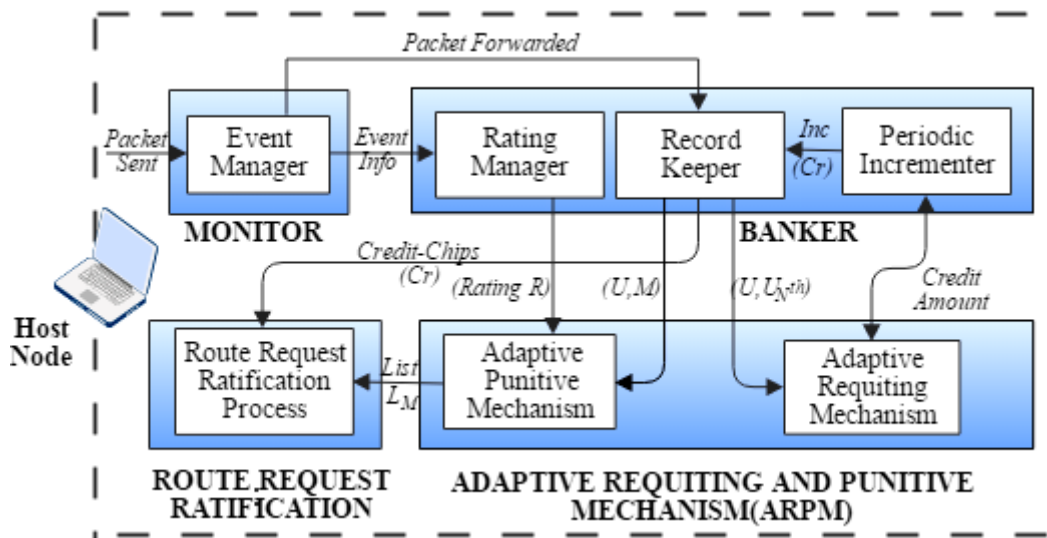 Packet Forwarded
Packet
Sent
Event
Manager
Event
Info
Rating
Manager
Record
Keeper
Inc
(Cr)
Periodic
Incrementer
MONITOR
BANKER
Credit-Chips
(Cr)
(Rating R)
(U,M)
(U,U_N^th)
Credit
Amount
Host
Node
Route Request
Ratification
Process
List
L_M
Adaptive
Punitive
Mechanism
Adaptive
Requiting
Mechanism
ROUTE REQUEST
RATIFICATION
ADAPTIVE REQUITING AND PUNITIVE
MECHANISM(ARPM)